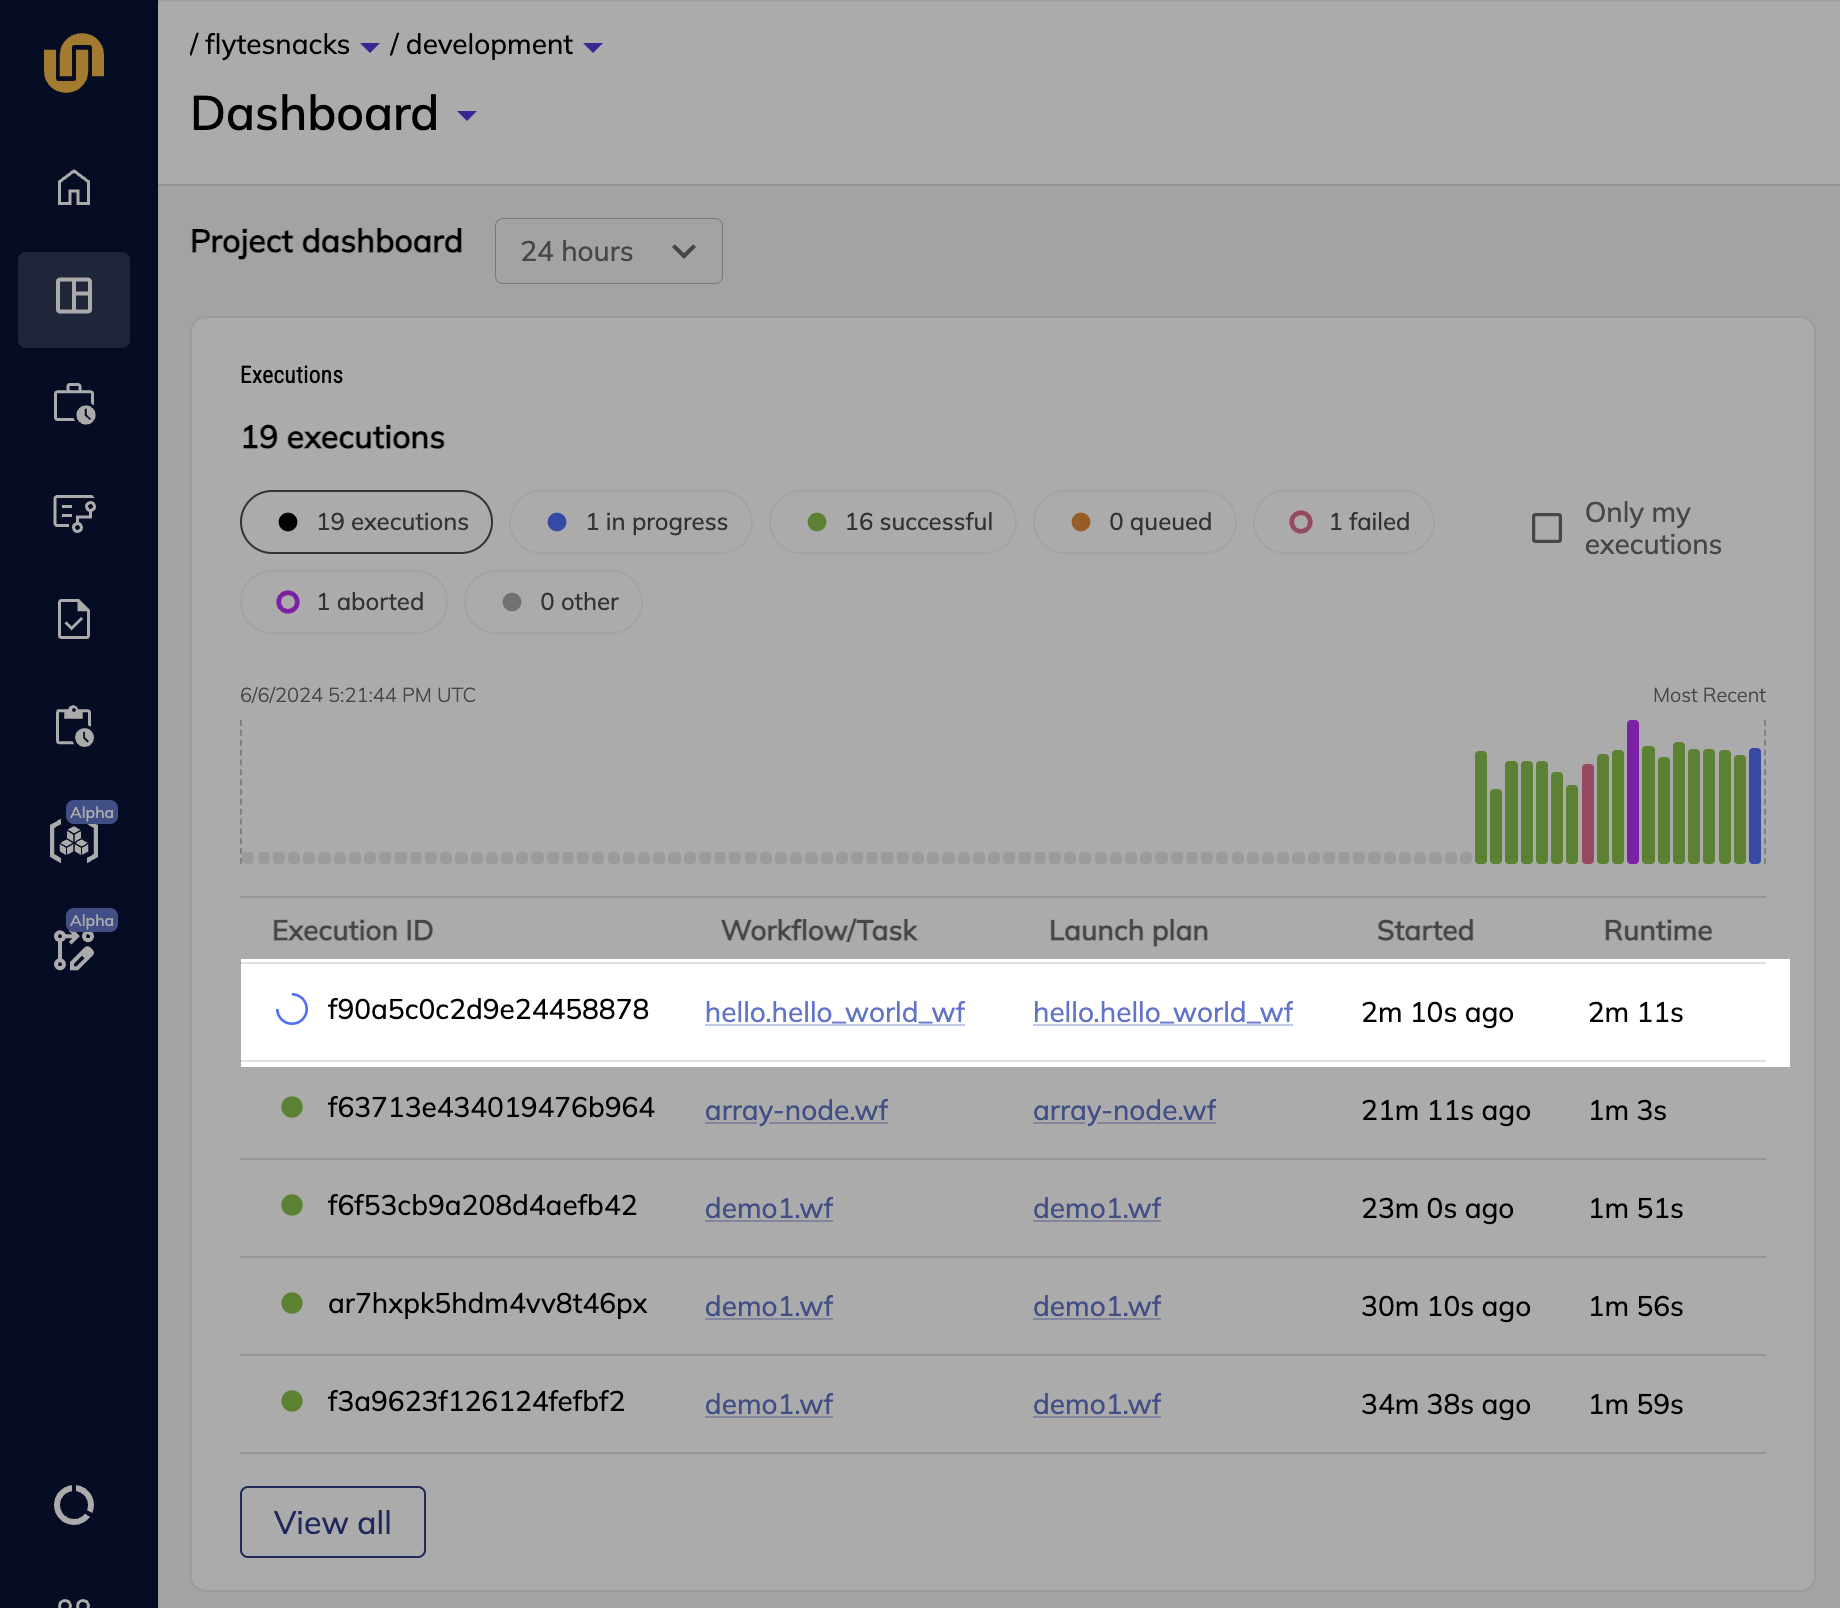 / flytesnacks / development
Dashboard
Project dashboard
24 hours
Executions
19 executions
19 executions
1 in progress
16 successful
0 queued
1 failed
Only my
executions
1 aborted
0 other
6/6/2024 5:21:44 PM UTC
Most Recent
Alpha
Alpha
Execution ID Workflow/Task Launch plan Started Runtime
f90a5c0c2d9e24458878 hello.hello_world_wf hello.hello_world_wf 2m 10s ago 2m 11s
f63713e434019476b964 array-node.wf array-node.wf 21m 11s ago 1m 3s
f6f53cb9a208d4aefb42 demo1.wf demo1.wf 23m 0s ago 1m 51s
ar7hxpk5hdm4vv8t46px demo1.wf demo1.wf 30m 10s ago 1m 56s
f3a9623f126124fefbf2 demo1.wf demo1.wf 34m 38s ago 1m 59s
View all